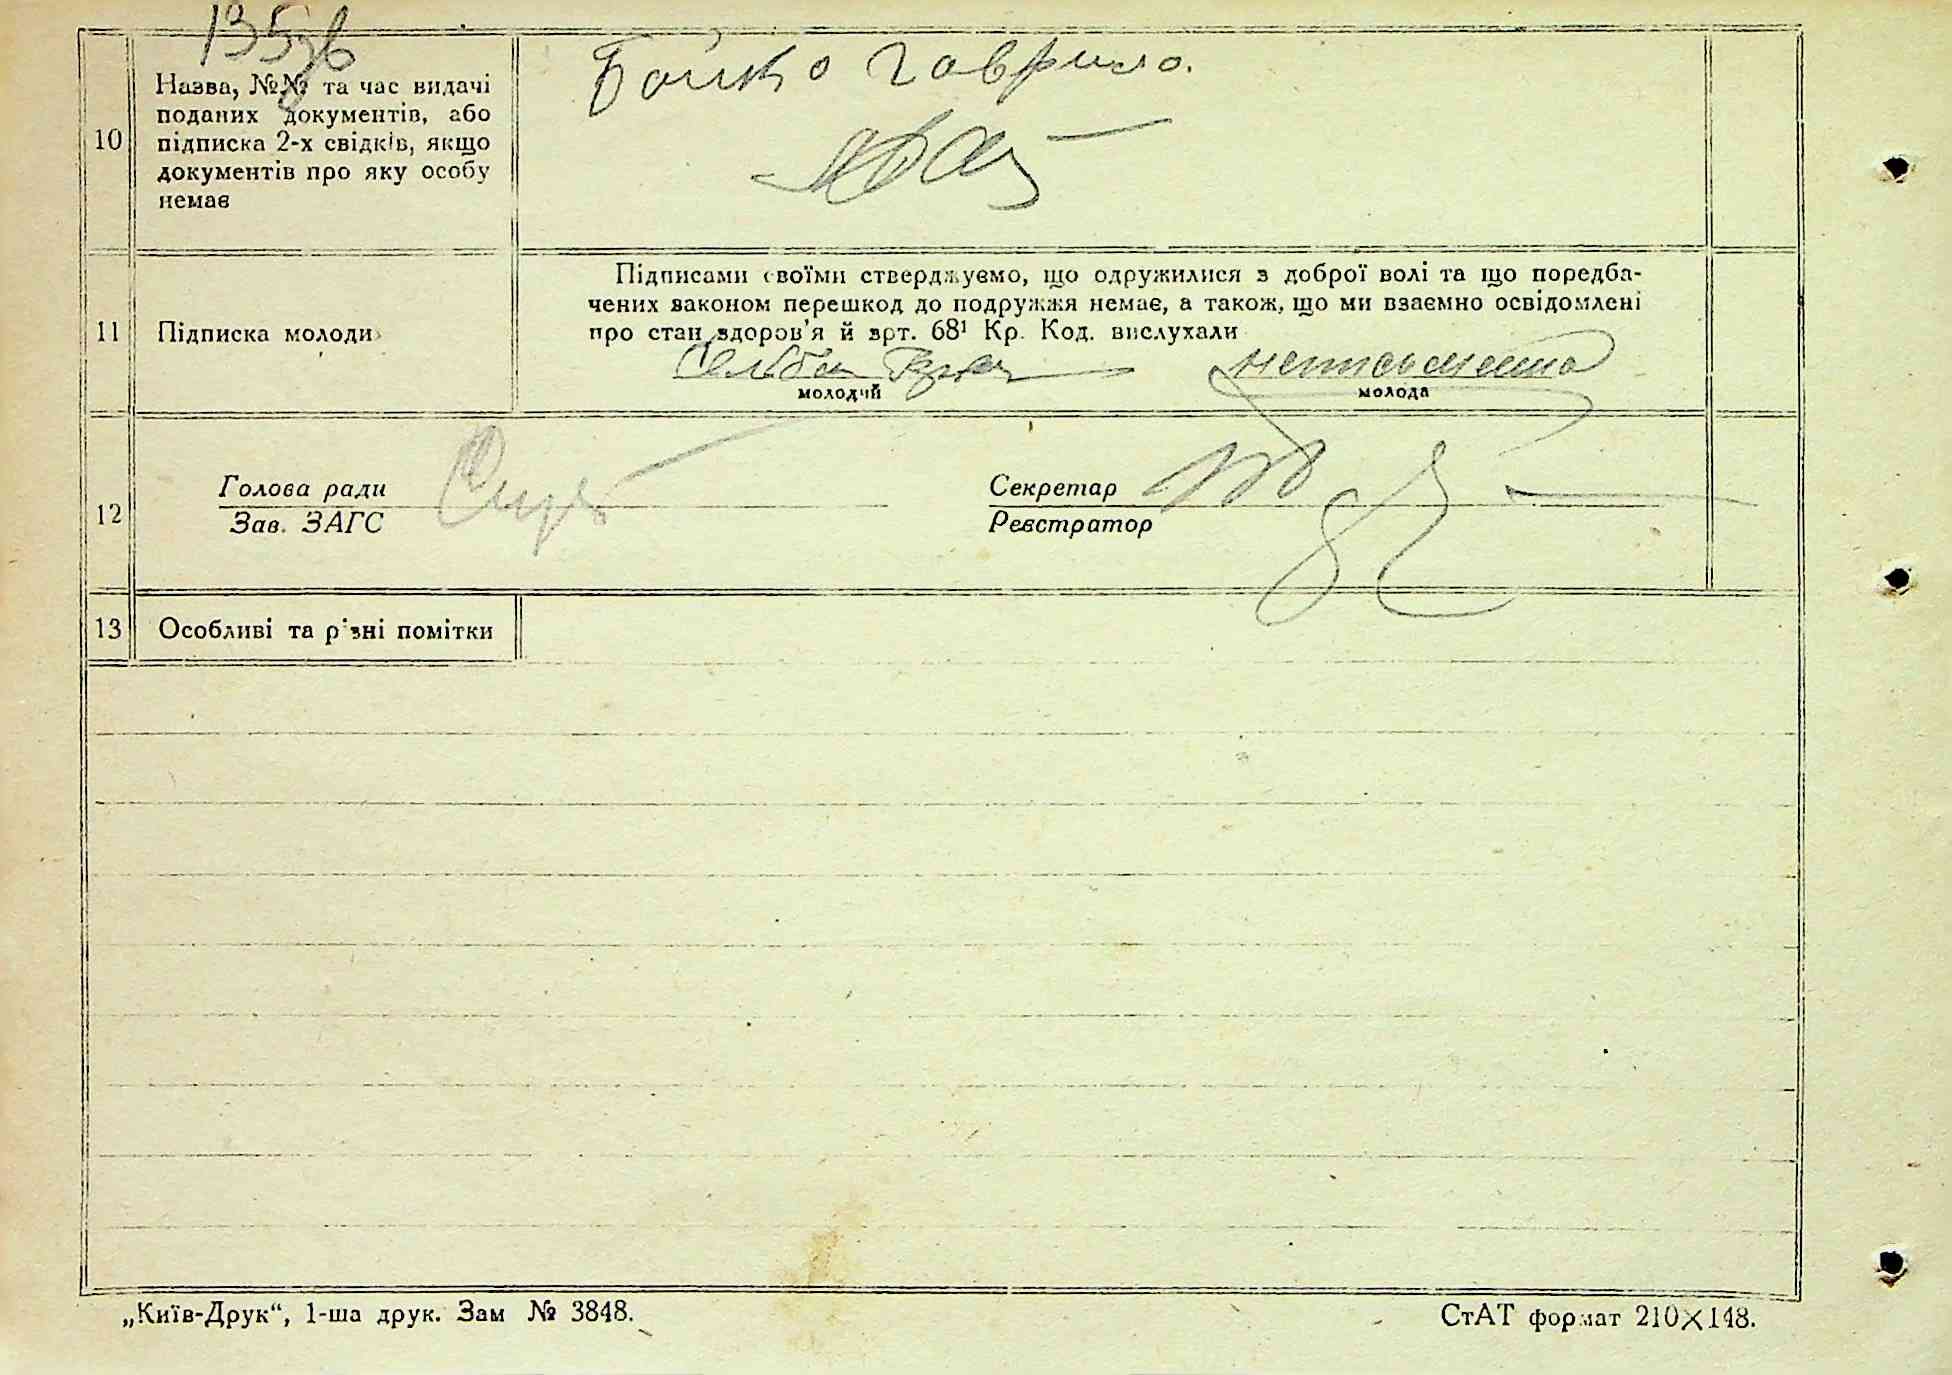 135зв
Бойко Гаврило.
10
Назва, №№ та час видачі
поданих документів, або
підписка 2-х свідків, якщо
документів про яку особу
немає
11
Підписка молоди
Підписами своїми стверджуємо, що одружилися з доброї волі та що передба-
чених законом перешкод до подружжя немає, а також, що ми взаємно освідомлені
про стан здоров'я й арт. 68¹ Кр. Код. вислухали
неписьменна
молодий
молода
12
Голова ради
Зав. ЗАГС
Секретар
Реєстратор
13
Особливі та різні помітки
„Київ-Друк“, 1-ша друк. Зам № 3848.
СтАТ формат 210×148.